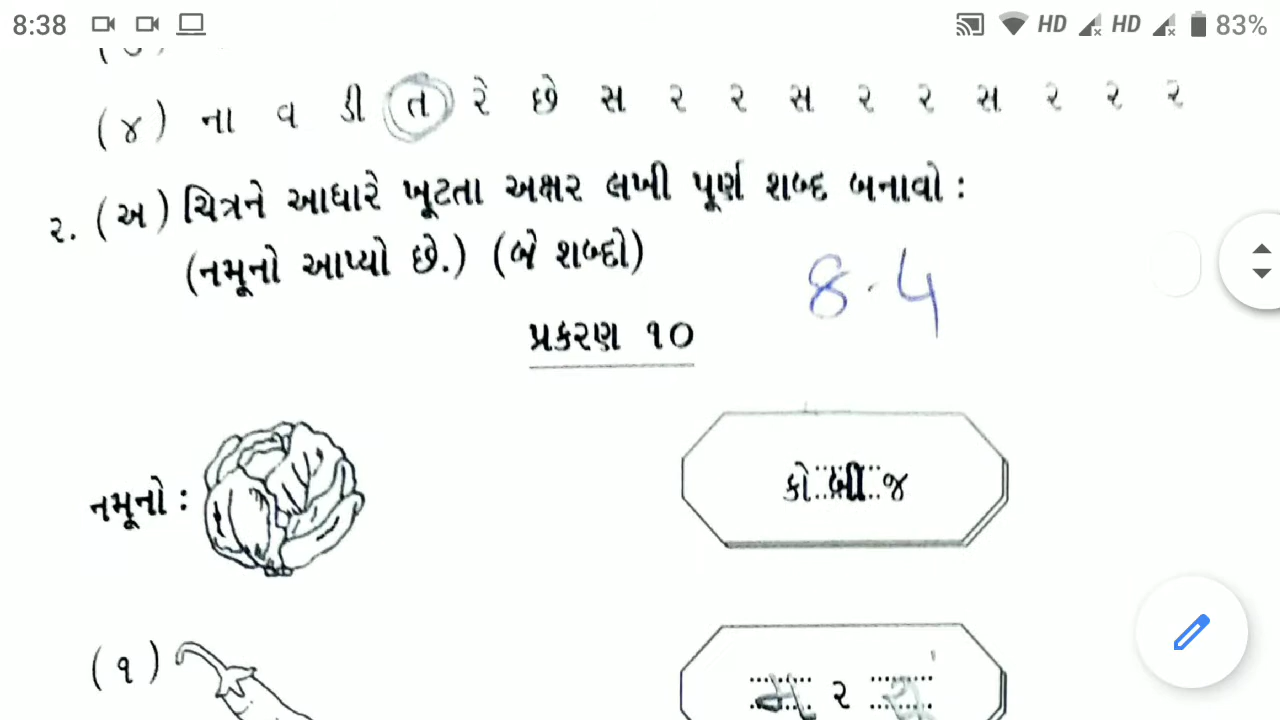 8:38 HD HD 83%
(૪) ના વ ડી ત રે છે સ ર ર સ ર ર સ ર ર ર
૨. (અ) ચિત્રને આધારે ખૂટતા અક્ષર લખી પૂર્ણ શબ્દ બનાવો :
(નમૂનો આપ્યો છે.) (બે શબ્દો)
8.4
પ્રકરણ ૧૦
નમૂનો : કો બી જ
(૧) મ ર ચું